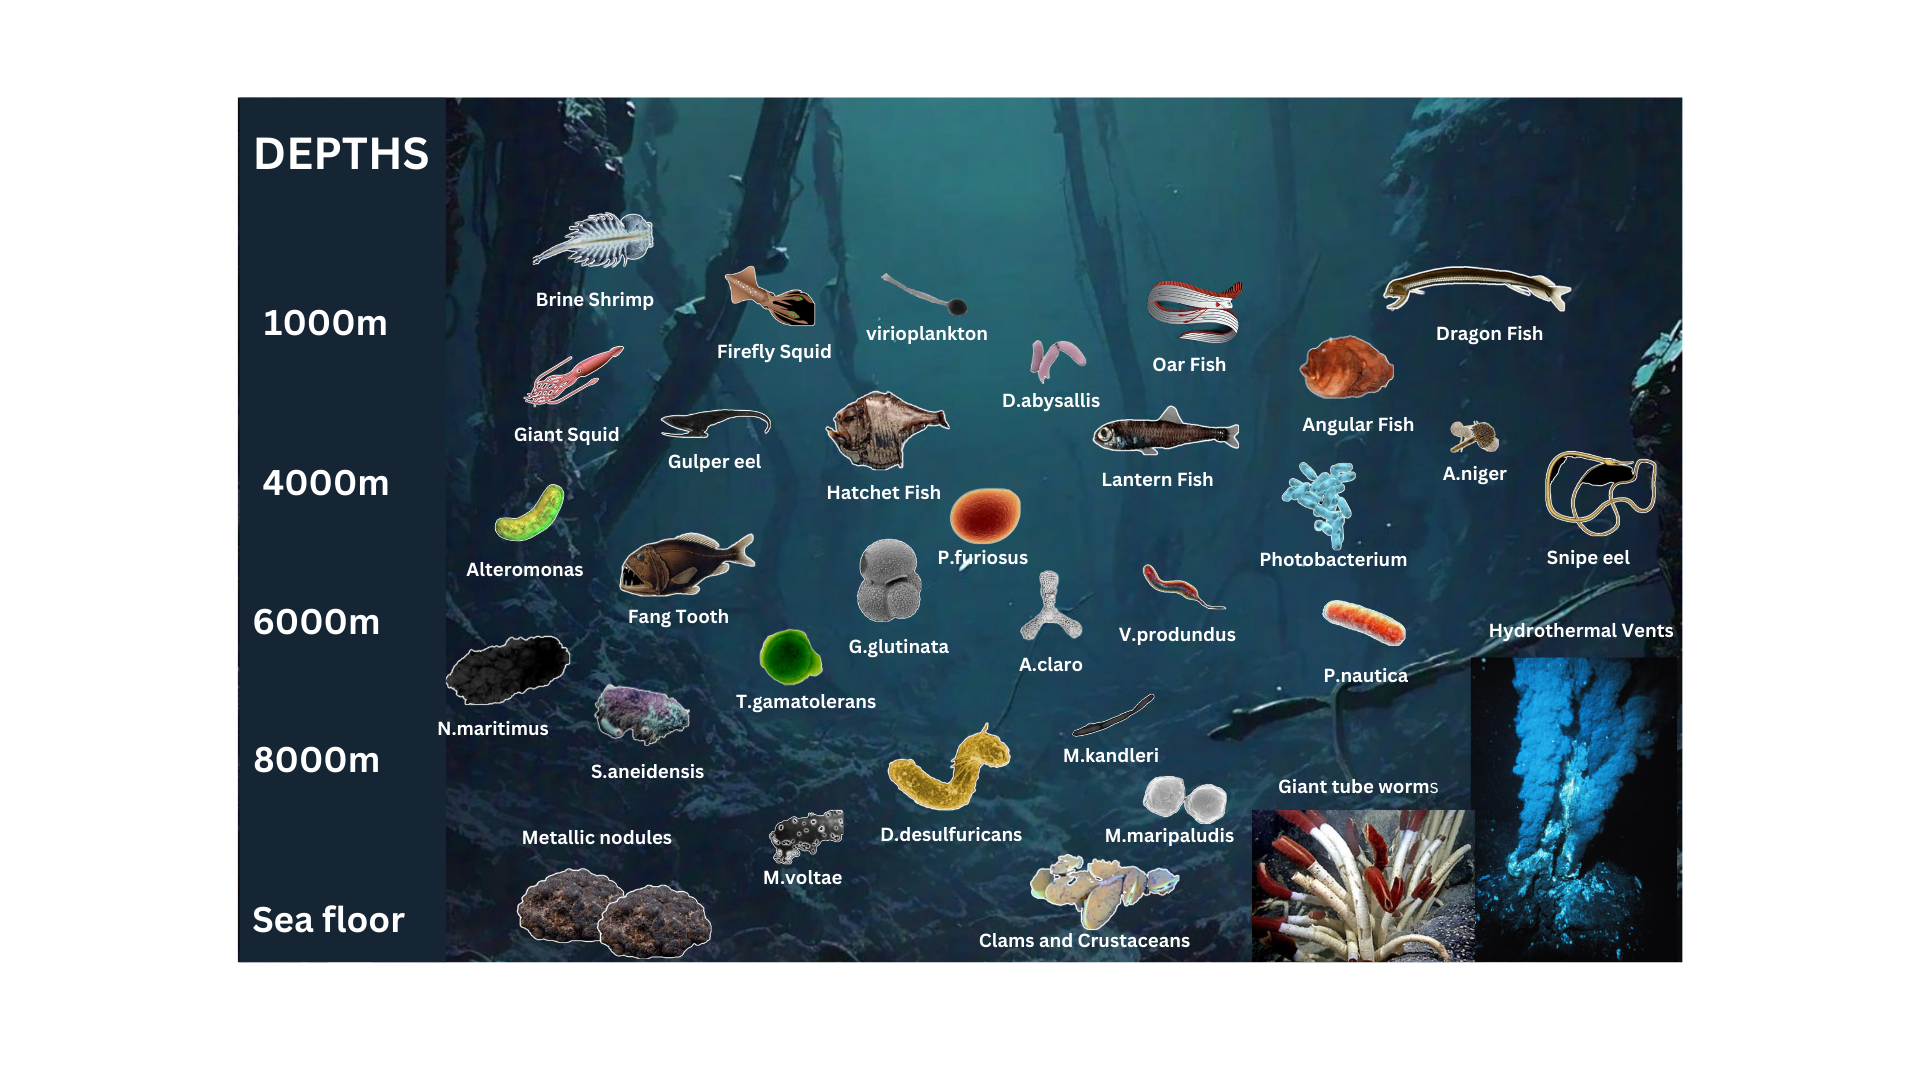 DEPTHS
Brine Shrimp
1000m
Firefly Squid
virioplankton
Oar Fish
Dragon Fish
D.abysallis
Giant Squid
Gulper eel
Hatchet Fish
Lantern Fish
Angular Fish
A.niger
4000m
Alteromonas
Fang Tooth
P.furiosus
Photobacterium
Snipe eel
6000m
G.glutinata
A.claro
V.produndus
P.nautica
Hydrothermal Vents
N.maritimus
T.gamatolerans
8000m
S.aneidensis
M.kandleri
D.desulfuricans
M.maripaludis
Giant tube worms
Metallic nodules
M.voltae
Sea floor
Clams and Crustaceans